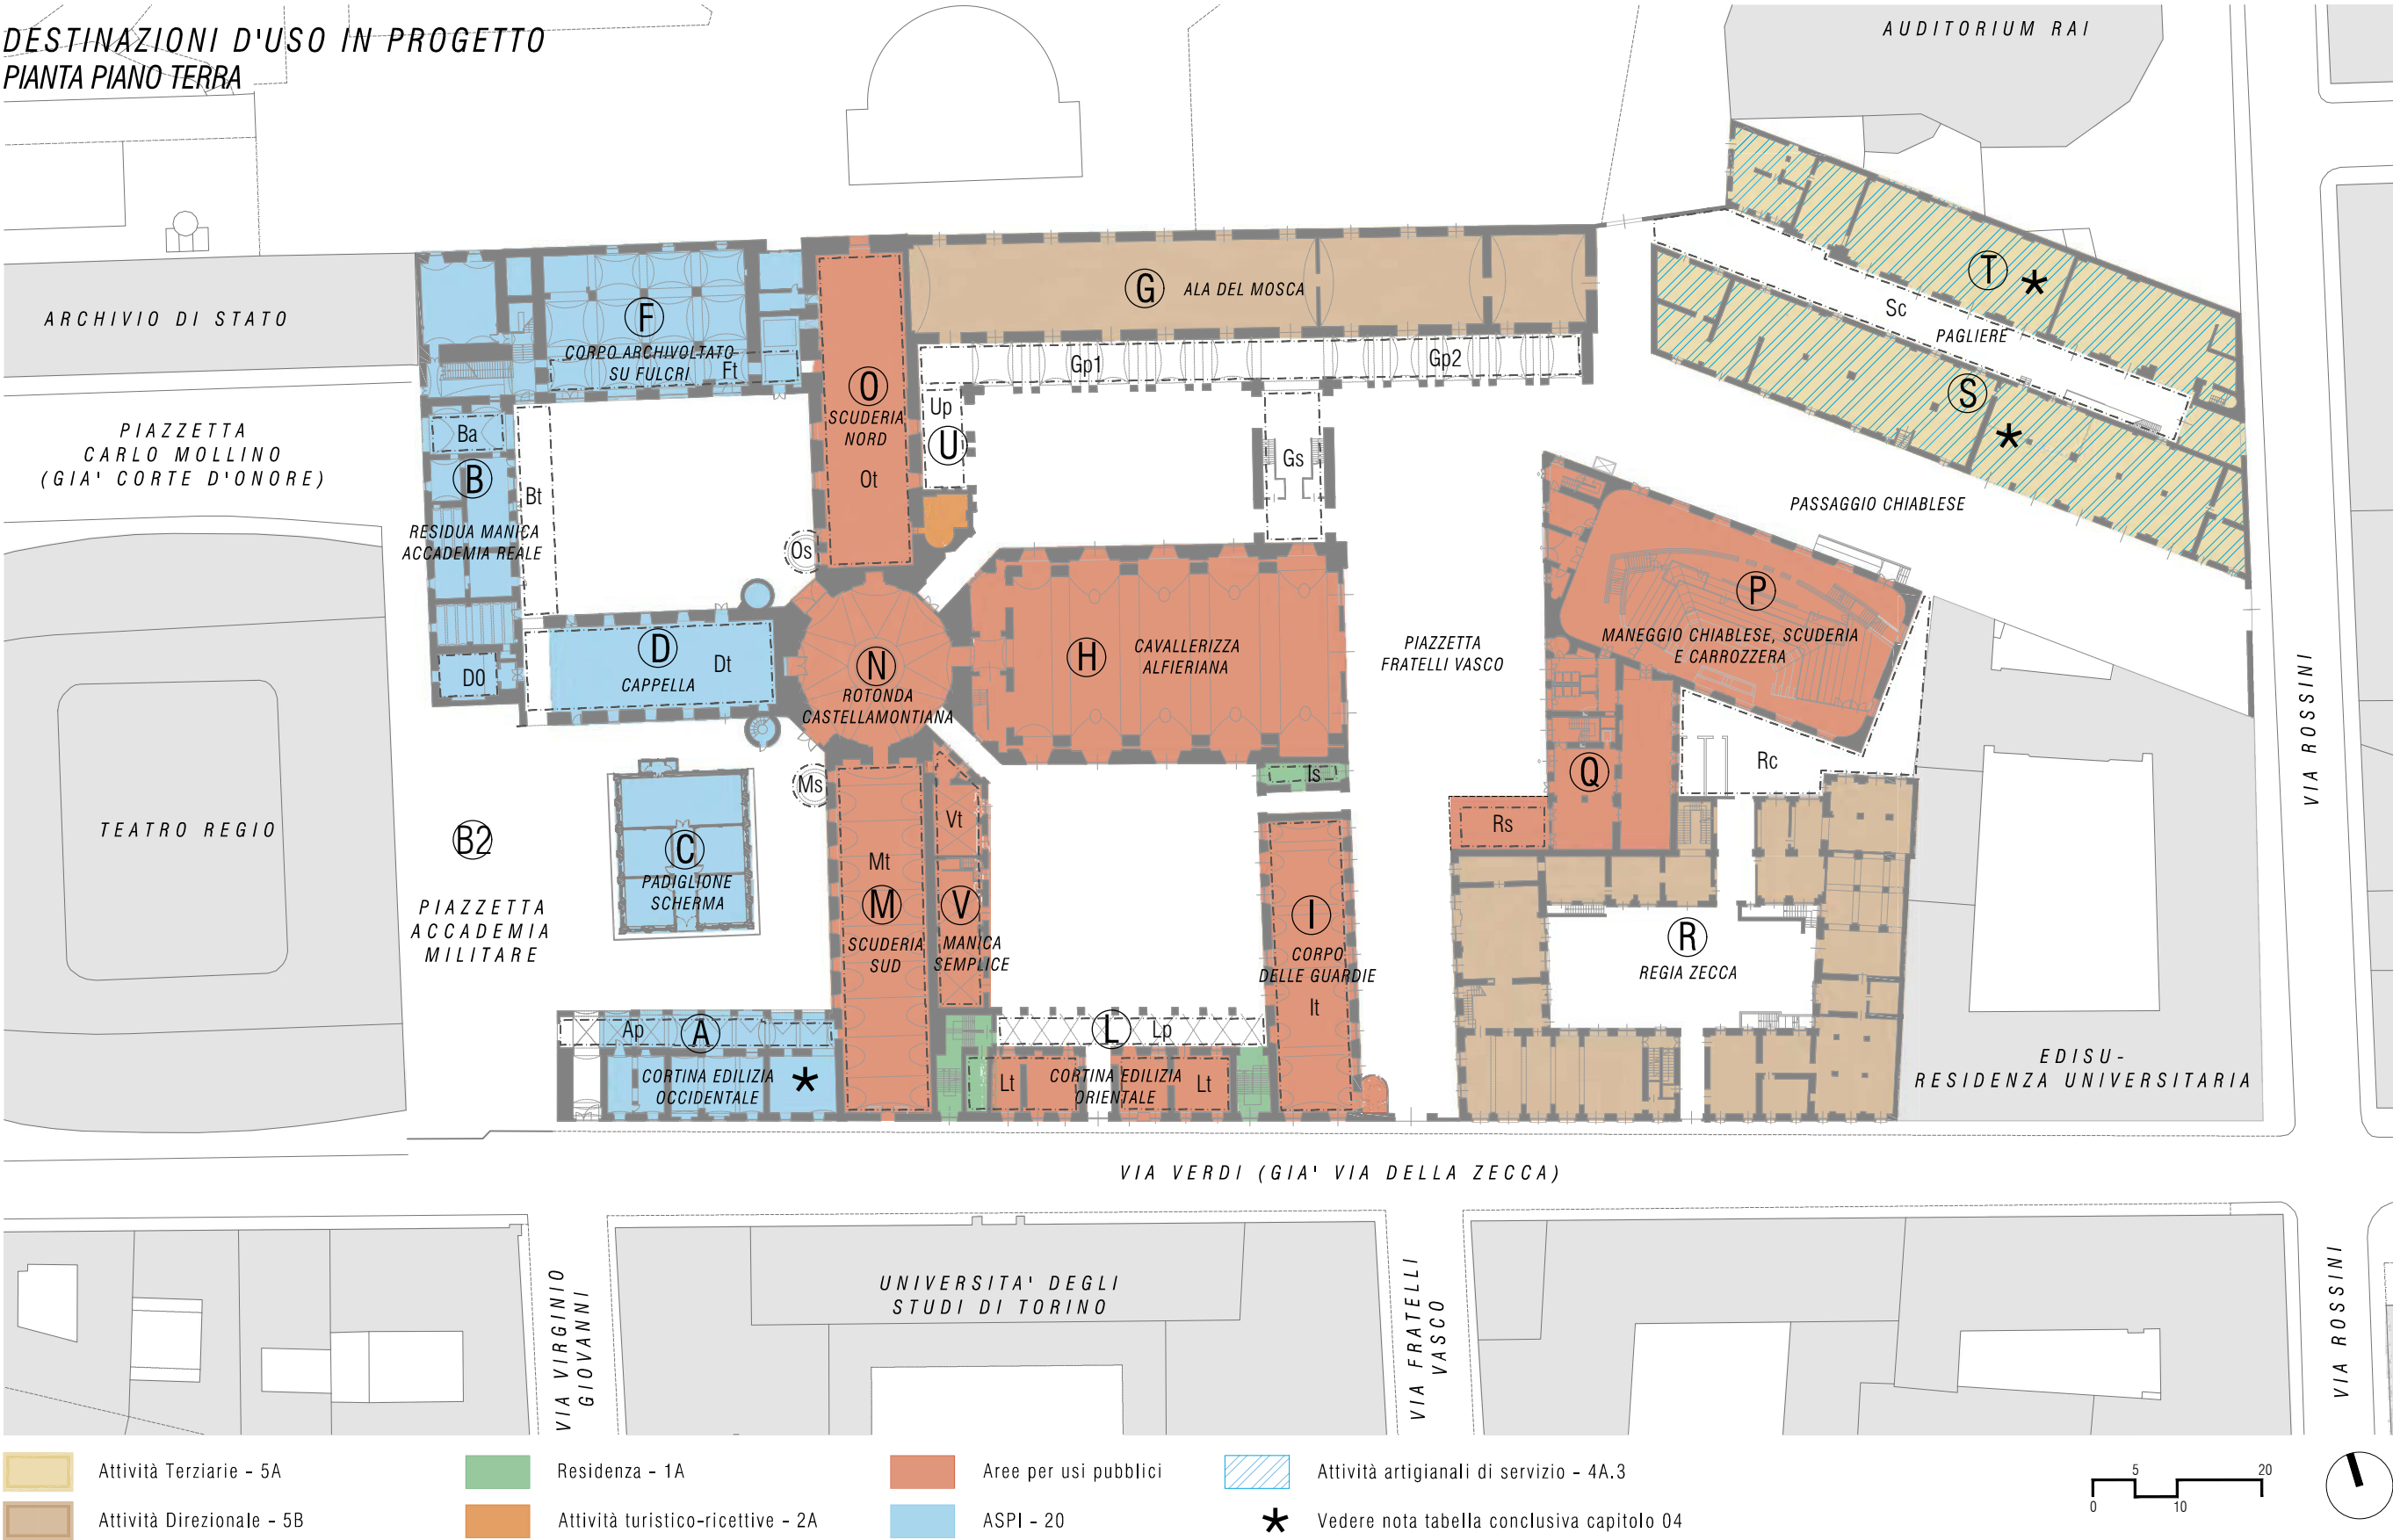 DESTINAZIONI D'USO IN PROGETTO
PIANTA PIANO TERRA
AUDITORIUM RAI
ARCHIVIO DI STATO
F
CORPO ARCHIVOLTATO
SU FULCRI
Ft
O
SCUDERIA
NORD
Ot
G
ALA DEL MOSCA
Gp1
Gp2
T
*
Sc
PAGLIERE
S
*
PIAZZETTA
CARLO MOLLINO
(GIA' CORTE D'ONORE)
Ba
B
Bt
RESIDUA MANICA
ACCADEMIA REALE
Up
U
Gs
Os
PASSAGGIO CHIABLESE
D0
D
Dt
CAPPELLA
N
ROTONDA
CASTELLAMONTIANA
H
CAVALLERIZZA
ALFIERIANA
PIAZZETTA
FRATELLI VASCO
P
MANEGGIO CHIABLESE, SCUDERIA
E CARROZZERA
VIA ROSSINI
TEATRO REGIO
B2
PIAZZETTA
ACCADEMIA
MILITARE
C
PADIGLIONE
SCHERMA
Ms
Mt
M
SCUDERIA
SUD
Vt
V
MANICA
SEMPLICE
Is
I
CORPO
DELLE GUARDIE
It
Q
Rc
Rs
R
REGIA ZECCA
Ap
A
CORTINA EDILIZIA
OCCIDENTALE
*
L
Lp
Lt
CORTINA EDILIZIA
ORIENTALE
Lt
EDISU-
RESIDENZA UNIVERSITARIA
VIA VERDI (GIA' VIA DELLA ZECCA)
VIA VIRGINIO
GIOVANNI
UNIVERSITA' DEGLI
STUDI DI TORINO
VIA FRATELLI
VASCO
VIA ROSSINI
Attività Terziarie - 5A
Residenza - 1A
Aree per usi pubblici
Attività artigianali di servizio - 4A.3
Attività Direzionale - 5B
Attività turistico-ricettive - 2A
ASPI - 20
* Vedere nota tabella conclusiva capitolo 04
5 20
0 10